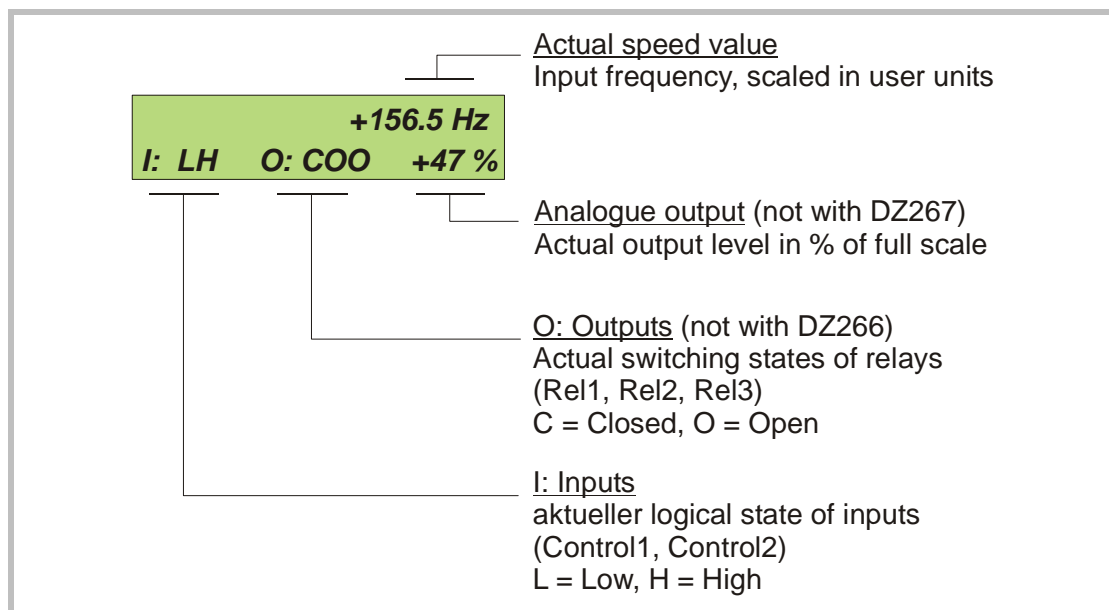 Actual speed value
Input frequency, scaled in user units
+156.5 Hz
I: LH O: COO +47 %
Analogue output (not with DZ267)
Actual output level in % of full scale
O: Outputs (not with DZ266)
Actual switching states of relays
(Rel1, Rel2, Rel3)
C = Closed, O = Open
I: Inputs
aktueller logical state of inputs
(Control1, Control2)
L = Low, H = High